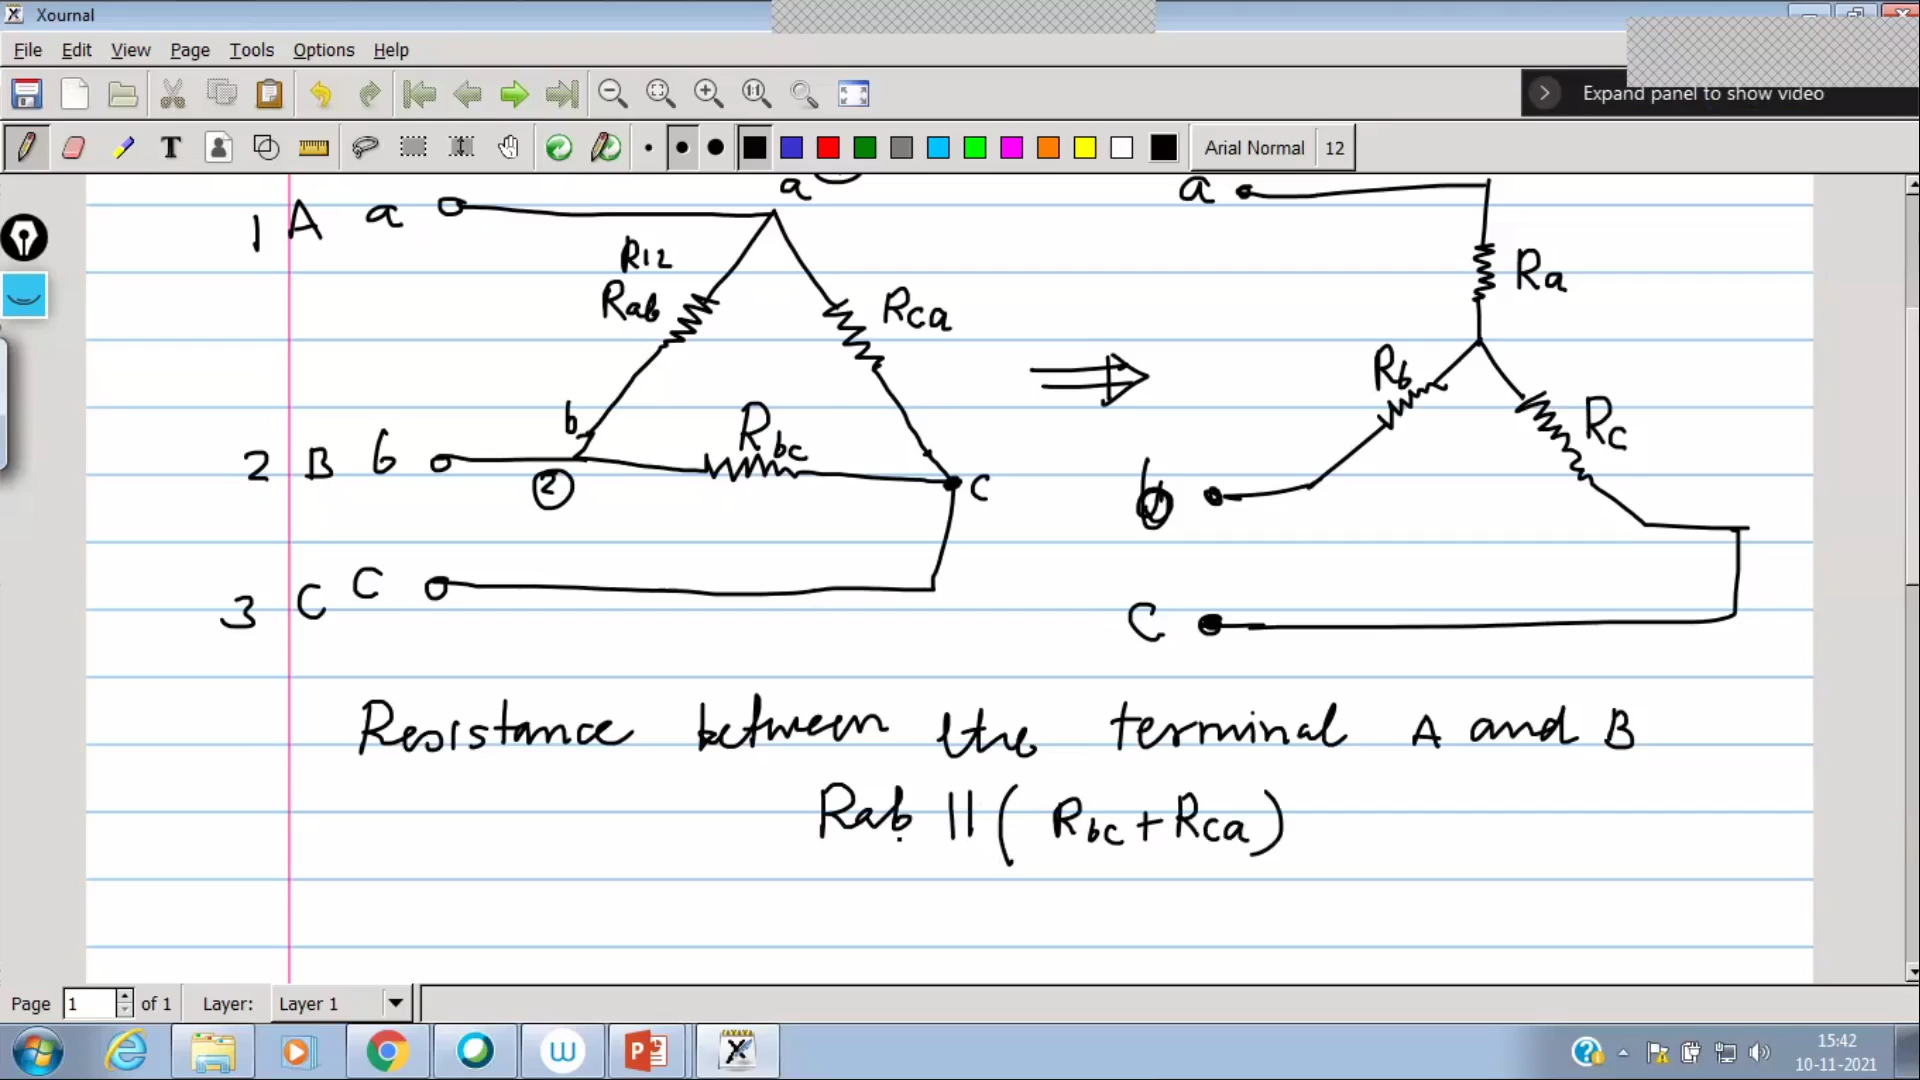 Xournal
File Edit View Page Tools Options Help
Expand panel to show video
Arial Normal 12
1 A a
a
R12
Rab
Rca
b
Rbc
2 B b
2
c
3 C C
a
Ra
Rb
Rc
b
C
Resistance between the terminal A and B
Rab || ( Rbc + Rca )
Page 1 of 1 Layer: Layer 1
15:42
10-11-2021